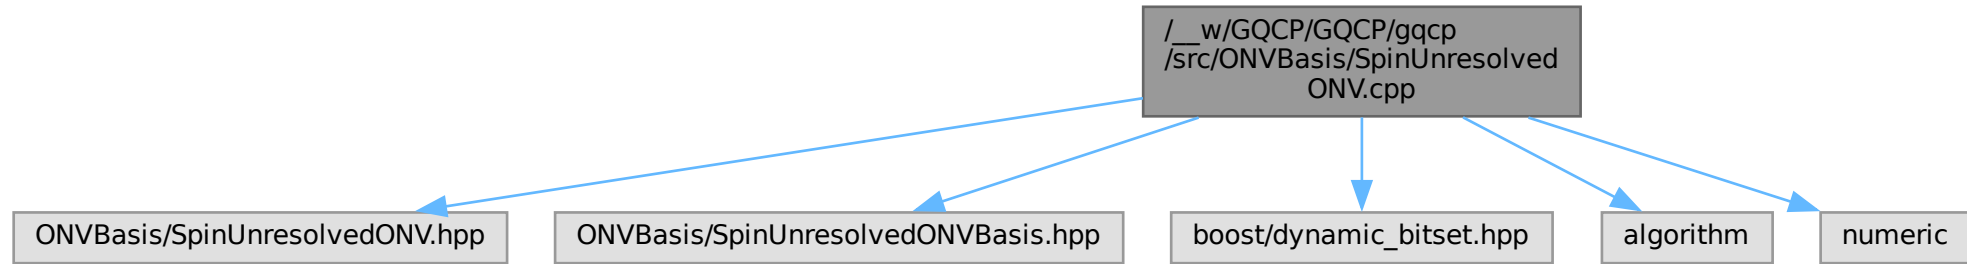 /__w/GQCP/GQCP/gqcp
/src/ONVBasis/SpinUnresolved
ONV.cpp
ONVBasis/SpinUnresolvedONV.hpp
ONVBasis/SpinUnresolvedONVBasis.hpp
boost/dynamic_bitset.hpp
algorithm
numeric